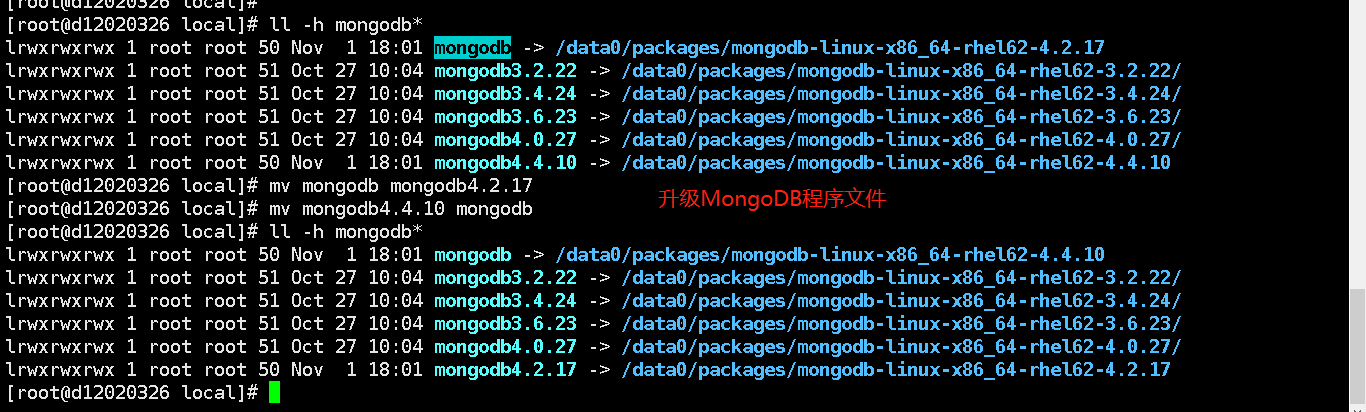 [root@d12020326 local]#
[root@d12020326 local]# ll -h mongodb*
lrwxrwxrwx 1 root root 50 Nov  1 18:01 mongodb -> /data0/packages/mongodb-linux-x86_64-rhel62-4.2.17
lrwxrwxrwx 1 root root 51 Oct 27 10:04 mongodb3.2.22 -> /data0/packages/mongodb-linux-x86_64-rhel62-3.2.22/
lrwxrwxrwx 1 root root 51 Oct 27 10:04 mongodb3.4.24 -> /data0/packages/mongodb-linux-x86_64-rhel62-3.4.24/
lrwxrwxrwx 1 root root 51 Oct 27 10:04 mongodb3.6.23 -> /data0/packages/mongodb-linux-x86_64-rhel62-3.6.23/
lrwxrwxrwx 1 root root 51 Oct 27 10:04 mongodb4.0.27 -> /data0/packages/mongodb-linux-x86_64-rhel62-4.0.27/
lrwxrwxrwx 1 root root 50 Nov  1 18:01 mongodb4.4.10 -> /data0/packages/mongodb-linux-x86_64-rhel62-4.4.10
[root@d12020326 local]# mv mongodb mongodb4.2.17
升级MongoDB程序文件
[root@d12020326 local]# mv mongodb4.4.10 mongodb
[root@d12020326 local]# ll -h mongodb*
lrwxrwxrwx 1 root root 50 Nov  1 18:01 mongodb -> /data0/packages/mongodb-linux-x86_64-rhel62-4.4.10
lrwxrwxrwx 1 root root 51 Oct 27 10:04 mongodb3.2.22 -> /data0/packages/mongodb-linux-x86_64-rhel62-3.2.22/
lrwxrwxrwx 1 root root 51 Oct 27 10:04 mongodb3.4.24 -> /data0/packages/mongodb-linux-x86_64-rhel62-3.4.24/
lrwxrwxrwx 1 root root 51 Oct 27 10:04 mongodb3.6.23 -> /data0/packages/mongodb-linux-x86_64-rhel62-3.6.23/
lrwxrwxrwx 1 root root 51 Oct 27 10:04 mongodb4.0.27 -> /data0/packages/mongodb-linux-x86_64-rhel62-4.0.27/
lrwxrwxrwx 1 root root 50 Nov  1 18:01 mongodb4.2.17 -> /data0/packages/mongodb-linux-x86_64-rhel62-4.2.17
[root@d12020326 local]#